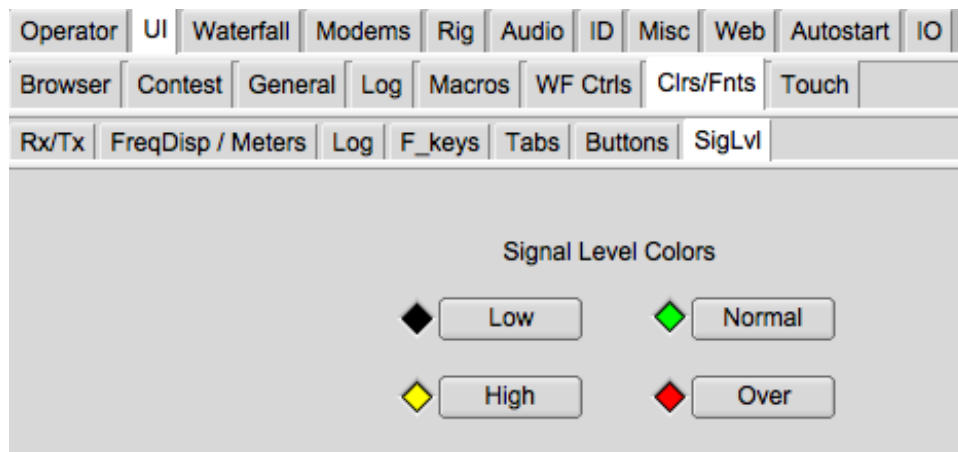 Operator UI Waterfall Modems Rig Audio ID Misc Web Autostart IO
Browser Contest General Log Macros WF Ctrls Clrs/Fnts Touch
Rx/Tx FreqDisp / Meters Log F_keys Tabs Buttons SigLvl
Signal Level Colors
Low Normal
High Over